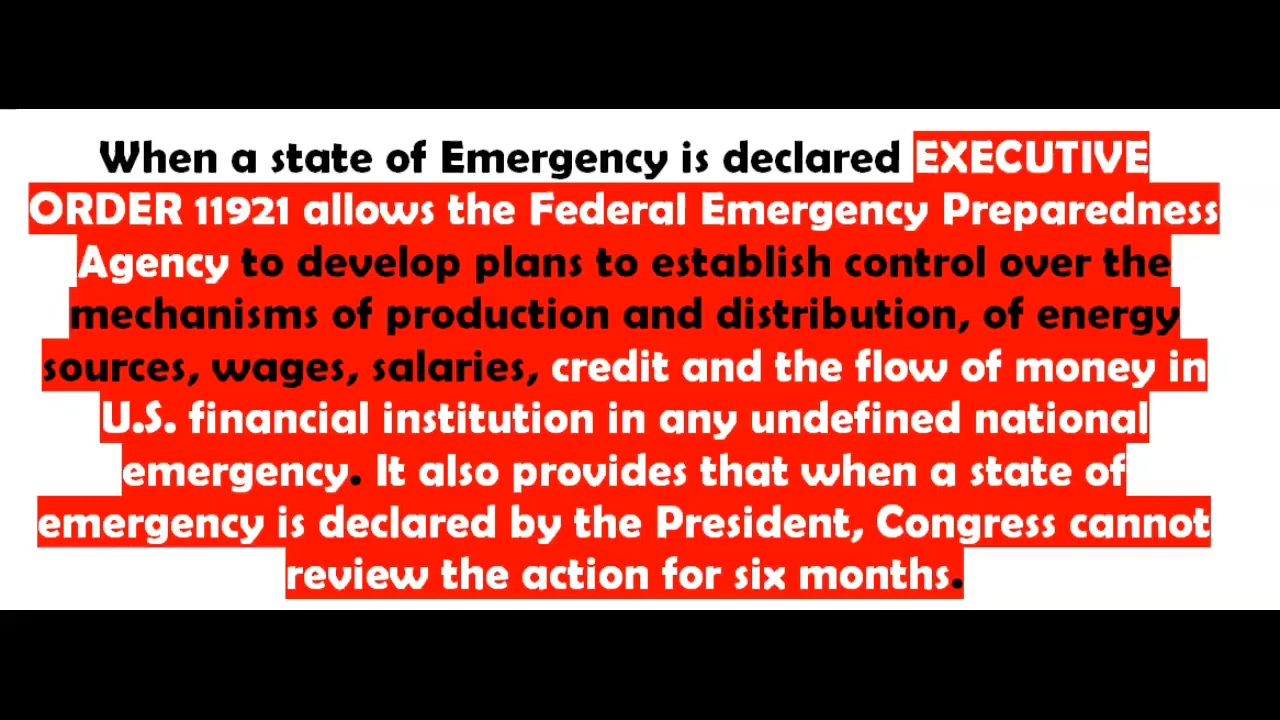 When a state of Emergency is declared EXECUTIVE
ORDER 11921 allows the Federal Emergency Preparedness
Agency to develop plans to establish control over the
mechanisms of production and distribution, of energy
sources, wages, salaries, credit and the flow of money in
U.S. financial institution in any undefined national
emergency. It also provides that when a state of
emergency is declared by the President, Congress cannot
review the action for six months.